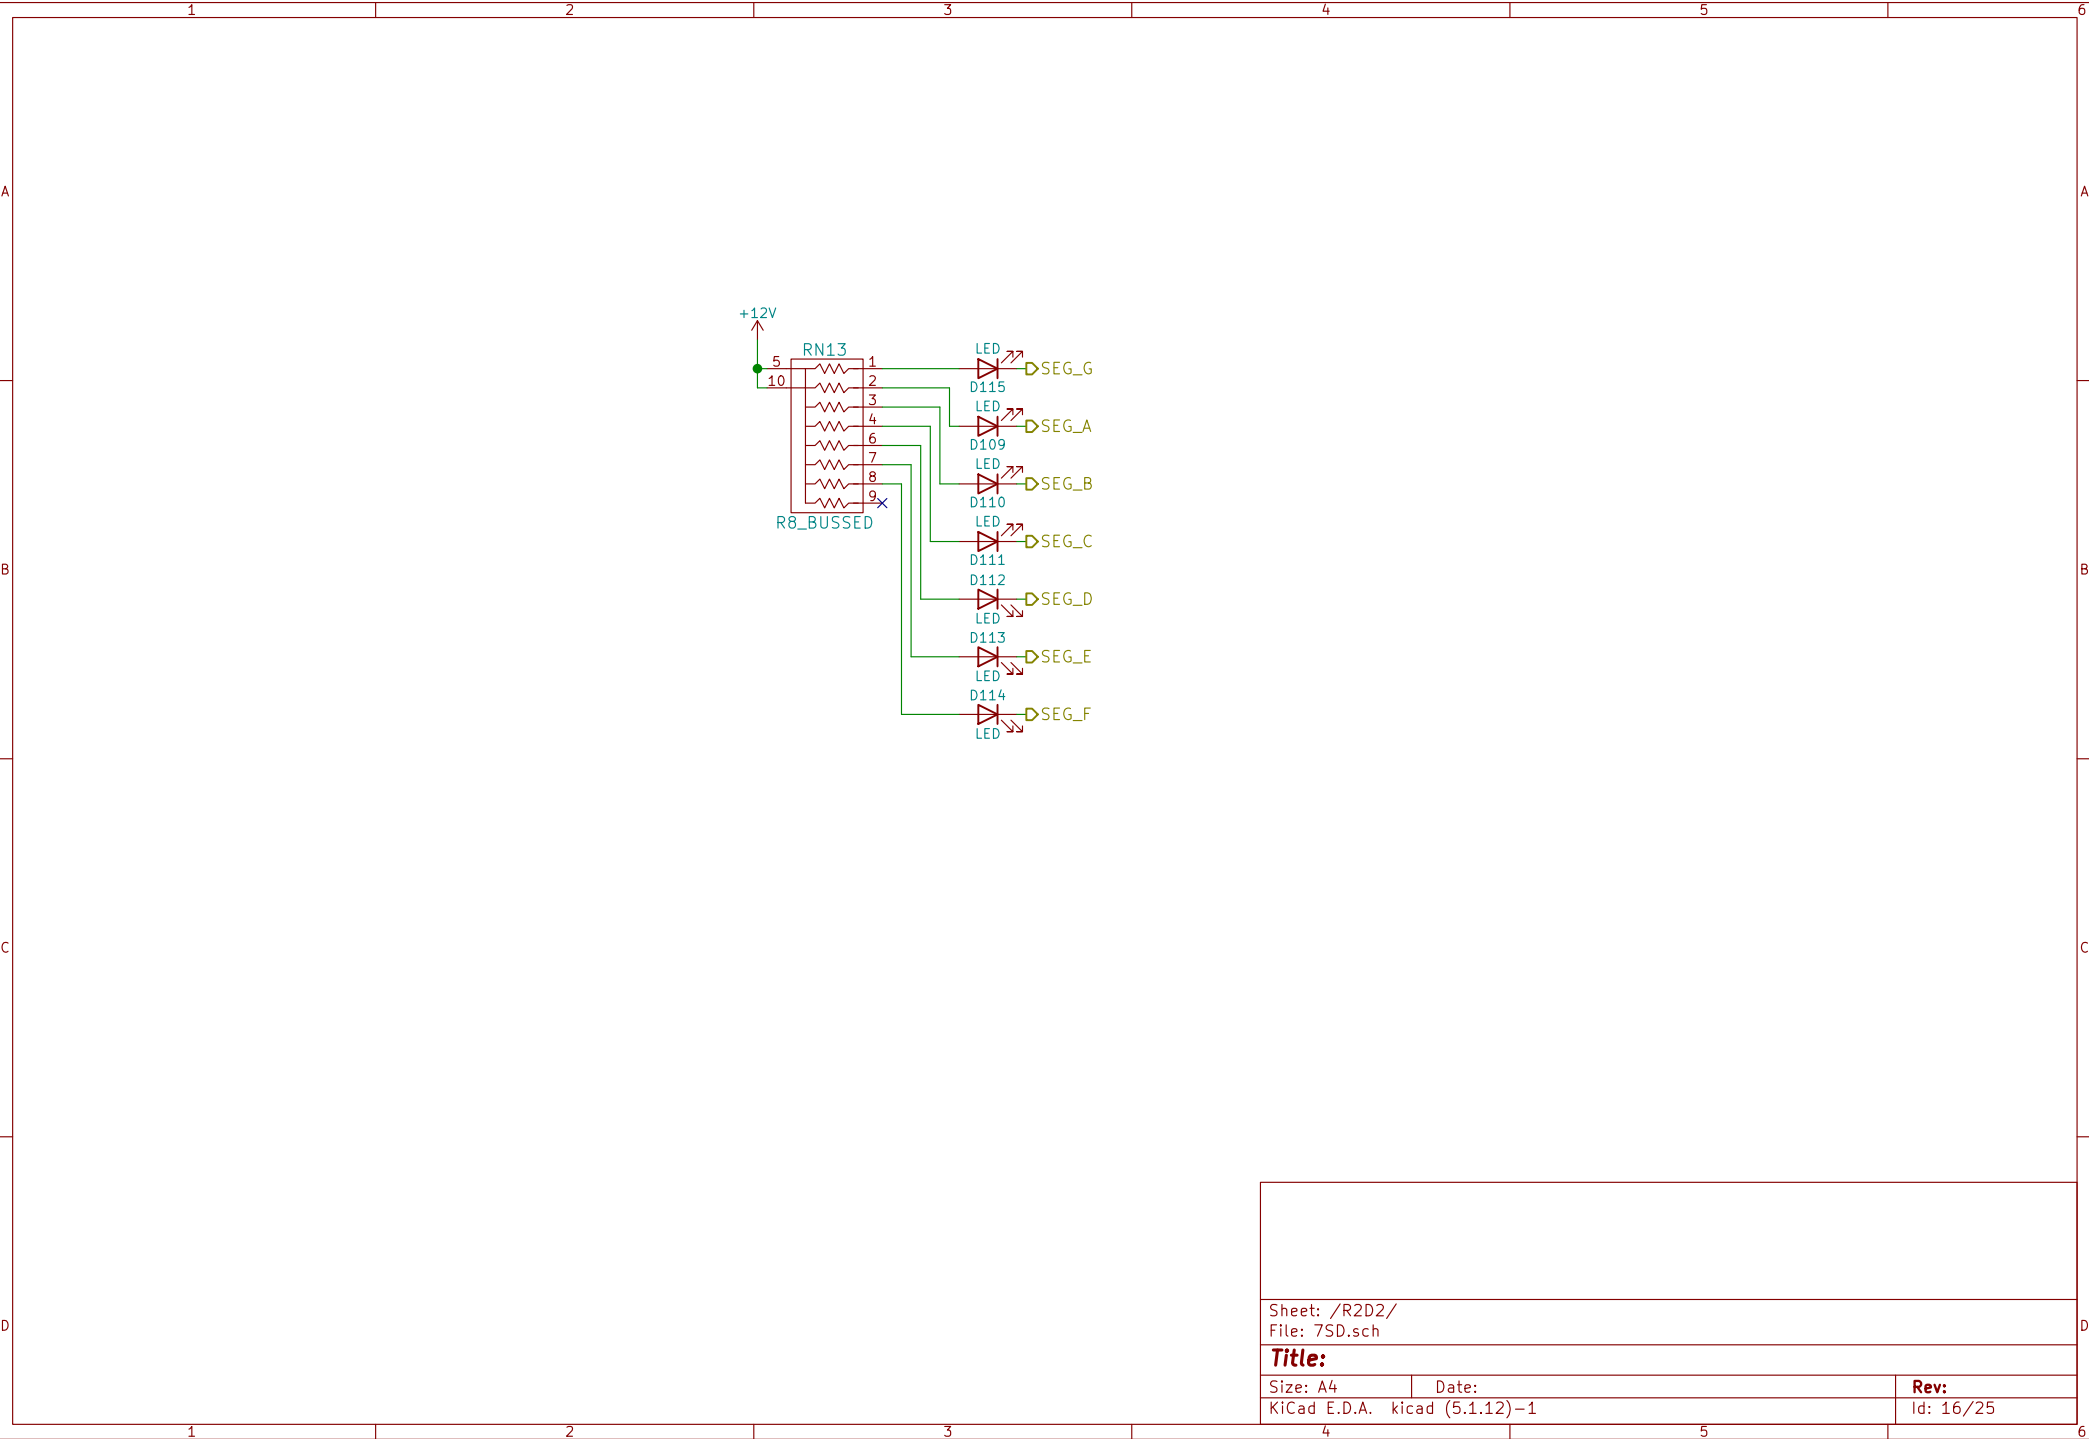 1 2 3 4 5 6
A A
+12V
RN13
LED
5 1 SEG_G
10 2 D115
3 LED
4 SEG_A
6 D109
7 LED
8 SEG_B
9 D110
R8_BUSSED LED
SEG_C
D111
B B
D112
SEG_D
LED
D113
SEG_E
LED
D114
SEG_F
LED
C C
Sheet: /R2D2/
File: 7SD.sch
D D
Title:
Size: A4 Date: Rev:
KiCad E.D.A. kicad (5.1.12)-1 Id: 16/25
1 2 3 4 5 6